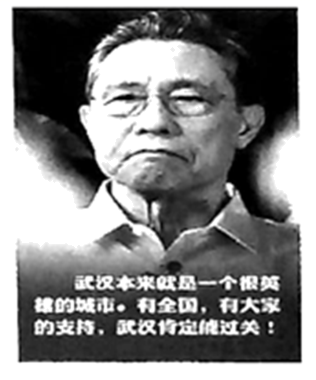 武汉本来就是一个很英
雄的城市。有全国，有大家
的支持，武汉肯定能过关！